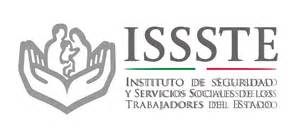 ISSSTE
INSTITUTO DE SEGURIDAD
Y SERVICIOS SOCIALES DE LOS
TRABAJADORES DEL ESTADO